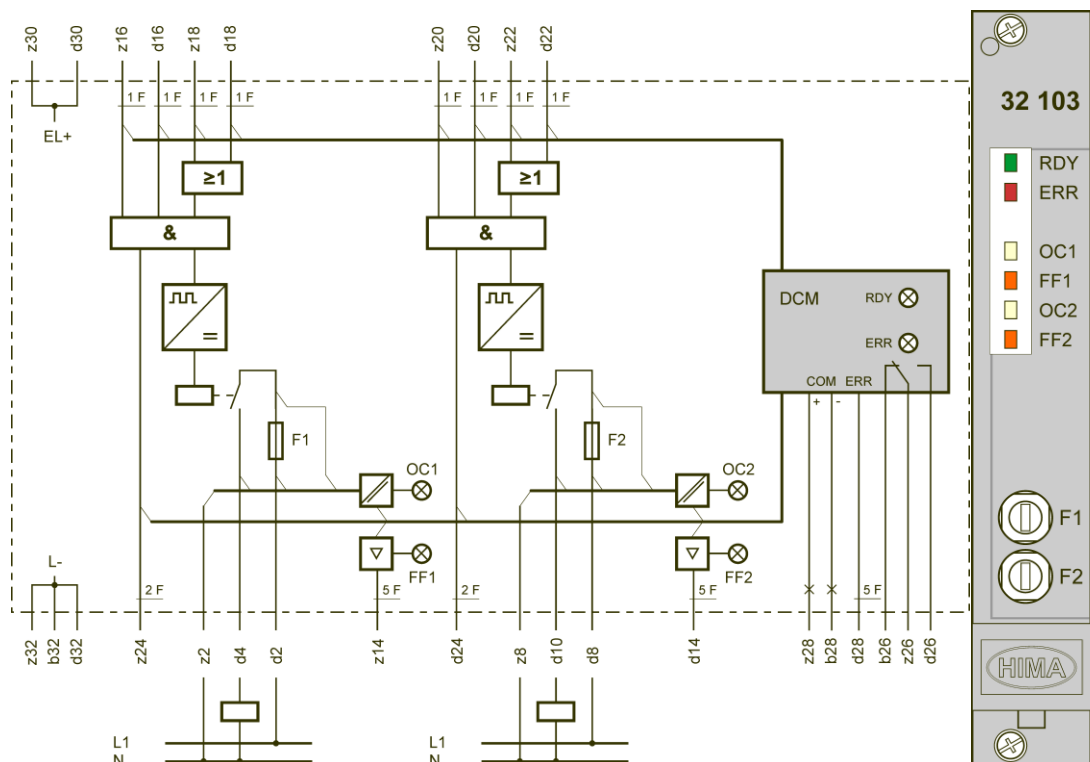 z30 d30 z16 d16 z18 d18 z20 d20 z22 d22
1 F 1 F 1 F 1 F 1 F 1 F 1 F 1 F
32 103
EL+
≥1 ≥1
RDY
ERR
& &
OC1
FF1
OC2
FF2
DCM RDY
ERR
COM ERR
+ -
F1 F2
OC1 OC2
F1
L- FF1 FF2
F2
2 F 5 F 2 F 5 F 5 F
z32 b32 d32 z24 z2 d4 d2 z14 d24 z8 d10 d8 d14 z28 b28 d28 b26 z26 d26
HIMA
L1 L1
N N